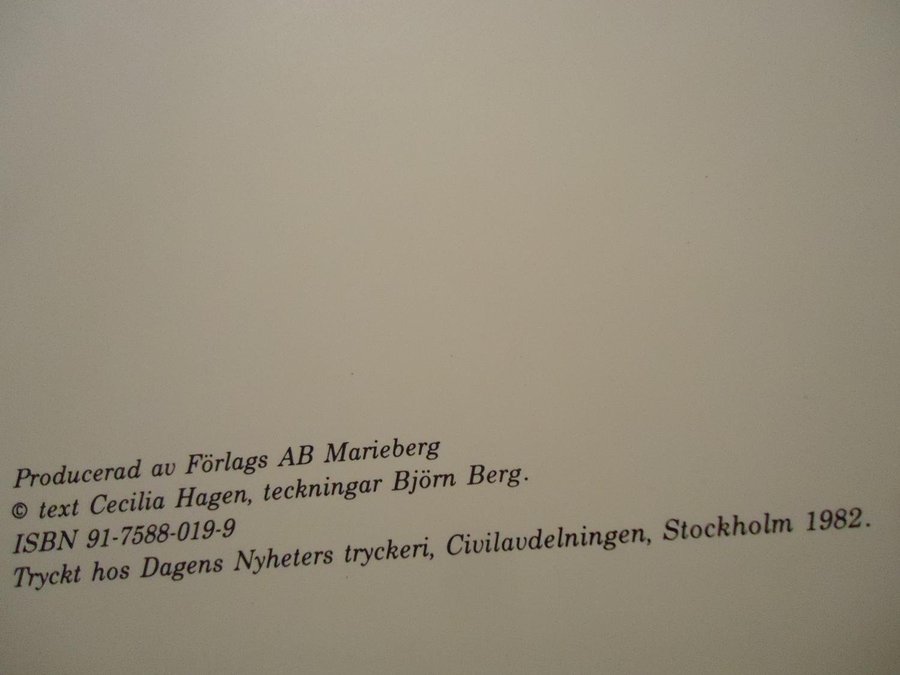 Producerad av Förlags AB Marieberg
© text Cecilia Hagen, teckningar Björn Berg.
ISBN 91-7588-019-9
Tryckt hos Dagens Nyheters tryckeri, Civilavdelningen, Stockholm 1982.